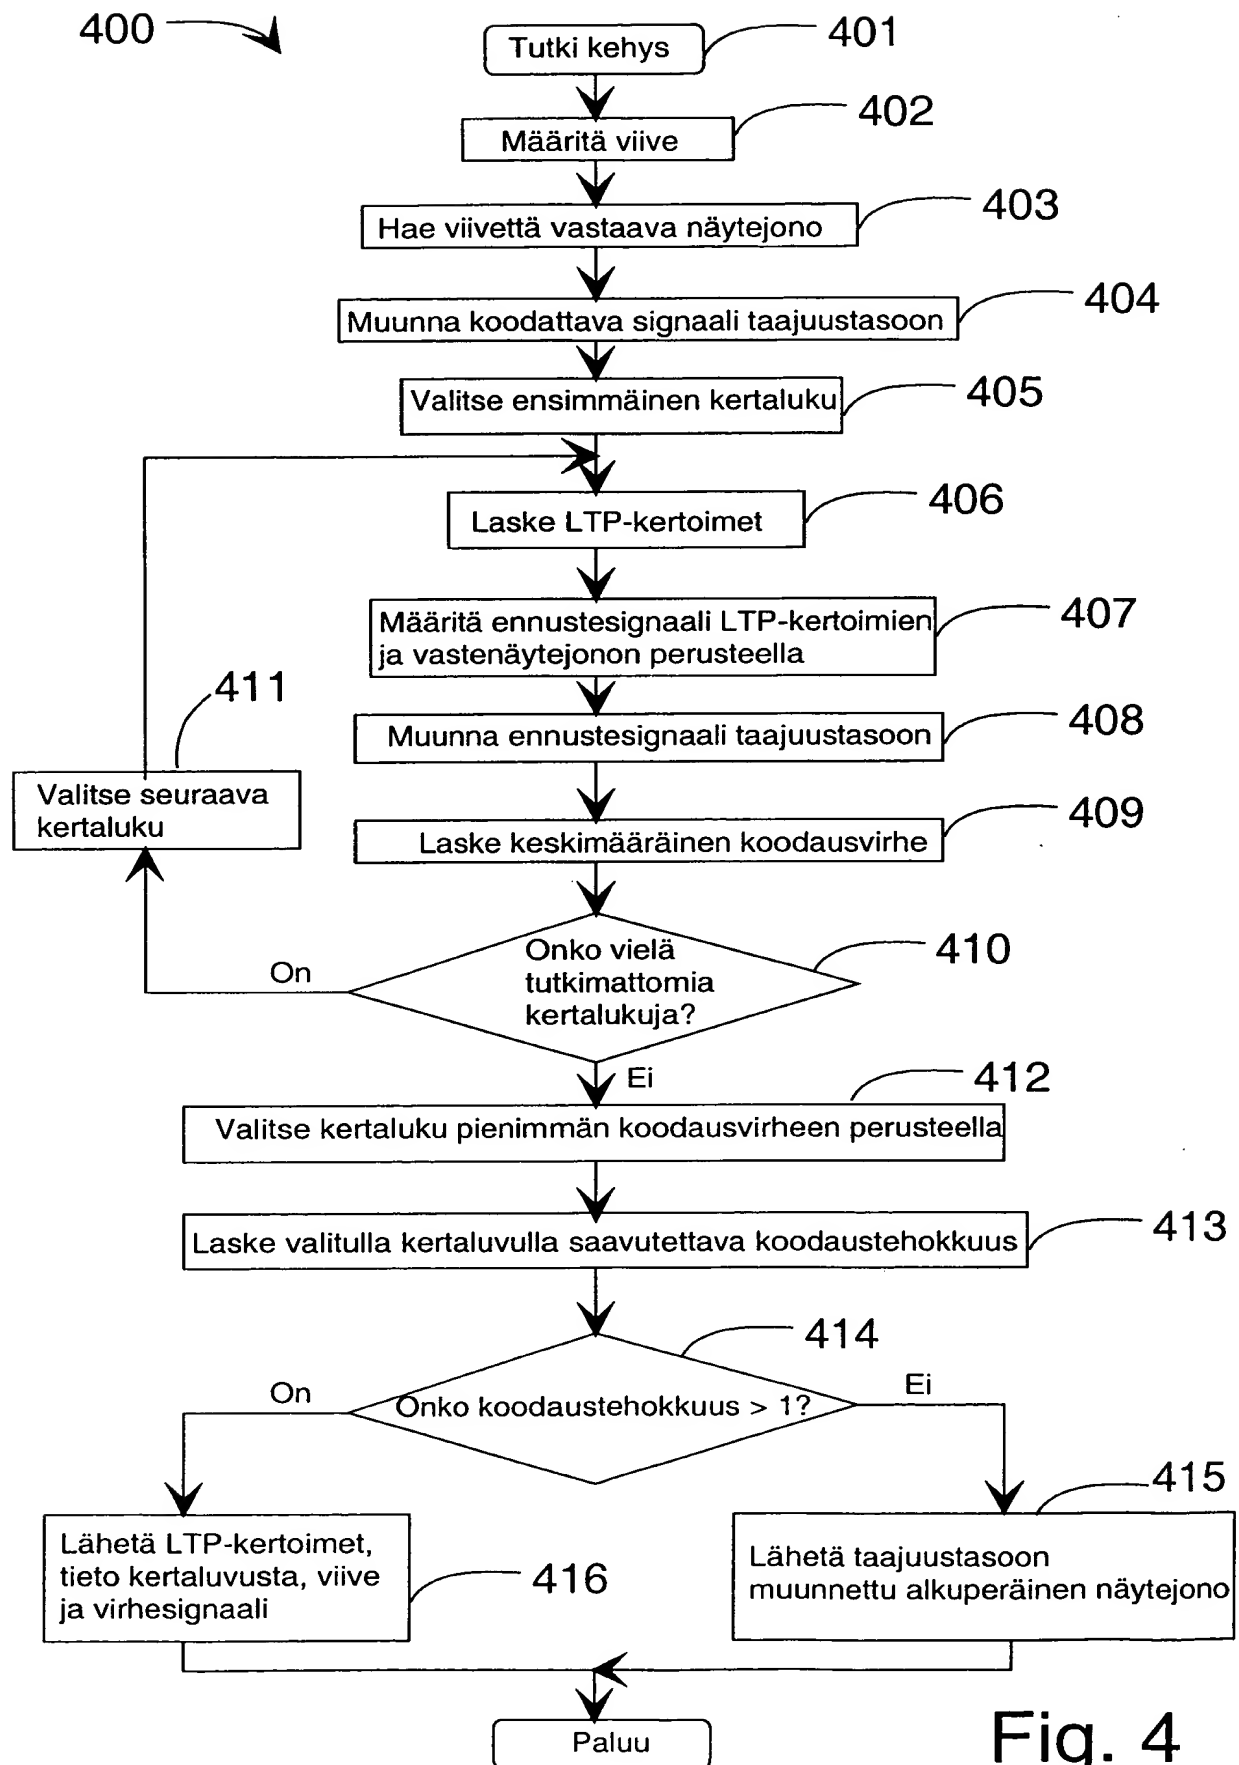 400
Tutki kehys
401
Määritä viive
402
Hae viivettä vastaava näytejono
403
Muunna koodattava signaali taajuustasoon
404
Valitse ensimmäinen kertaluku
405
Laske LTP-kertoimet
406
Määritä ennustesignaali LTP-kertoimien
ja vastenäytejonon perusteella
407
Muunna ennustesignaali taajuustasoon
408
Laske keskimääräinen koodausvirhe
409
Onko vielä
tutkimattomia
kertalukuja?
410
On
411
Valitse seuraava
kertaluku
Ei
412
Valitse kertaluku pienimmän koodausvirheen perusteella
Laske valitulla kertaluvulla saavutettava koodaustehokkuus
413
414
Onko koodaustehokkuus > 1?
On
Ei
415
Lähetä LTP-kertoimet,
tieto kertaluvusta, viive
ja virhesignaali
416
Lähetä taajuustasoon
muunnettu alkuperäinen näytejono
Paluu
Fig. 4